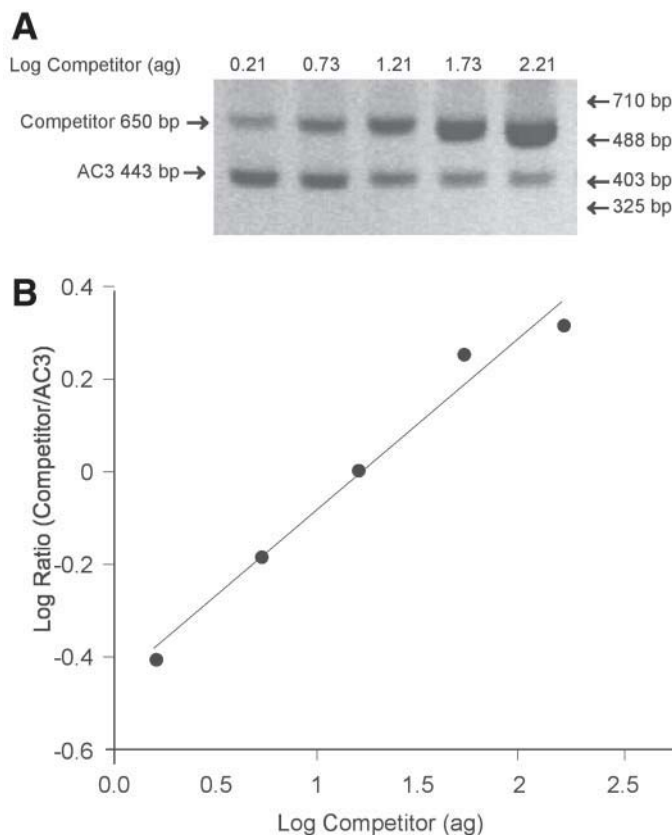 A
Log Competitor (ag) 0.21 0.73 1.21 1.73 2.21
Competitor 650 bp →
AC3 443 bp →
← 710 bp
← 488 bp
← 403 bp
← 325 bp
B
Log Ratio (Competitor/AC3)
0.4
0.2
0
-0.2
-0.4
-0.6
0.0 0.5 1 1.5 2 2.5
Log Competitor (ag)